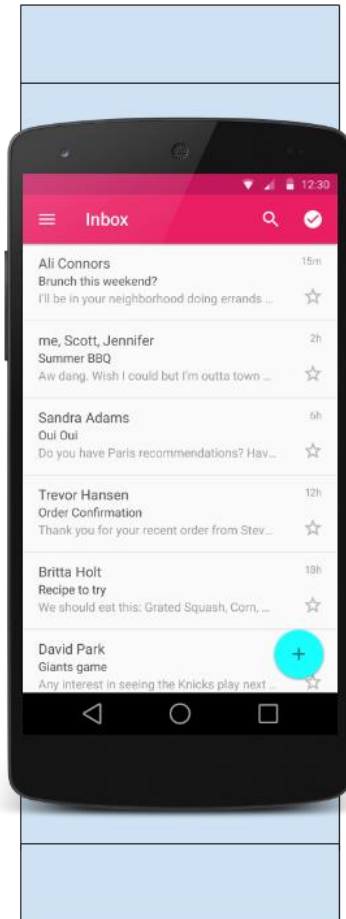 12:30
Inbox
Ali Connors 15m
Brunch this weekend?
I'll be in your neighborhood doing errands ...
me, Scott, Jennifer 2h
Summer BBQ
Aw dang. Wish I could but I'm outta town ...
Sandra Adams 6h
Oui Oui
Do you have Paris recommendations? Hav...
Trevor Hansen 12h
Order Confirmation
Thank you for your recent order from Stev...
Britta Holt 18h
Recipe to try
We should eat this: Grated Squash, Corn, ...
David Park
Giants game
Any interest in seeing the Knicks play next ...